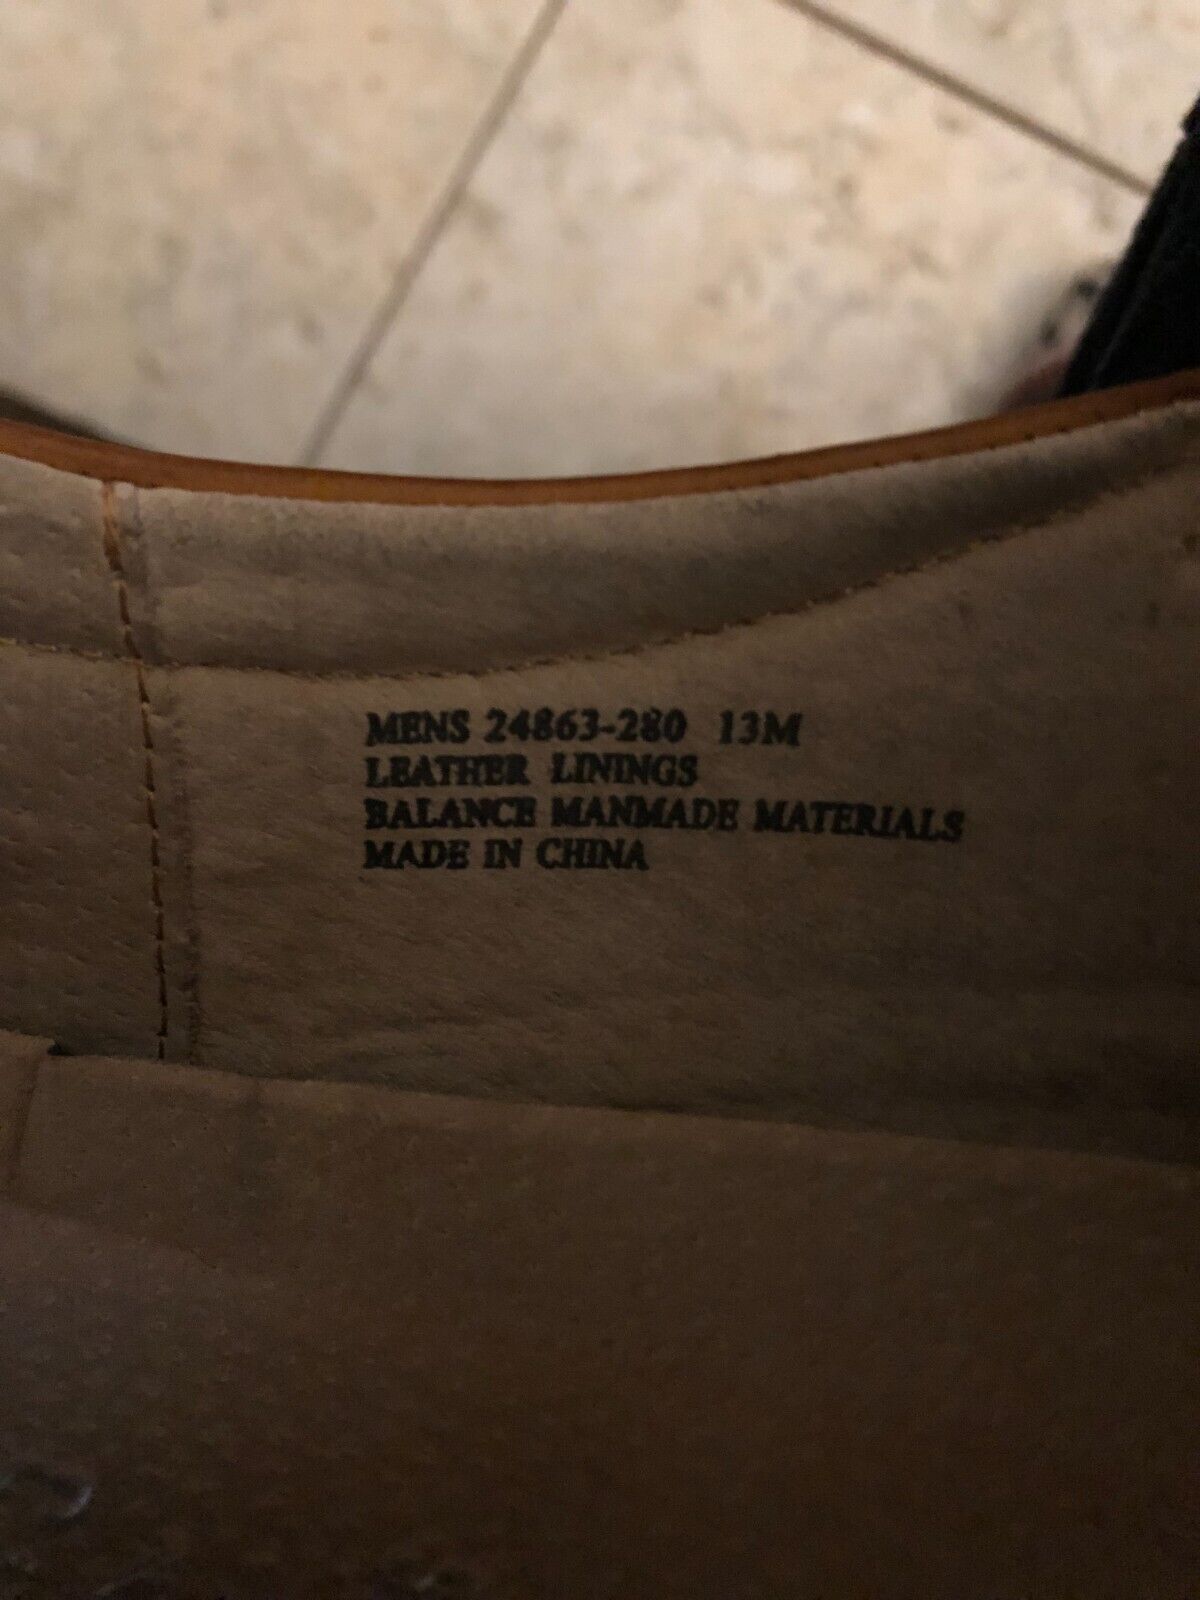 MENS 24863-280 13M
LEATHER LININGS
BALANCE MANMADE MATERIALS
MADE IN CHINA